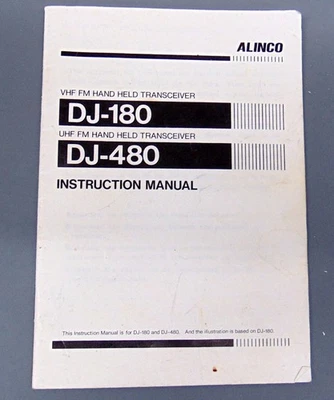 ALINCO
VHF FM HAND HELD TRANSCEIVER
DJ-180
UHF FM HAND HELD TRANSCEIVER
DJ-480
INSTRUCTION MANUAL
This Instruction Manual is for DJ-180 and DJ-480. And the illustration is based on DJ-180.